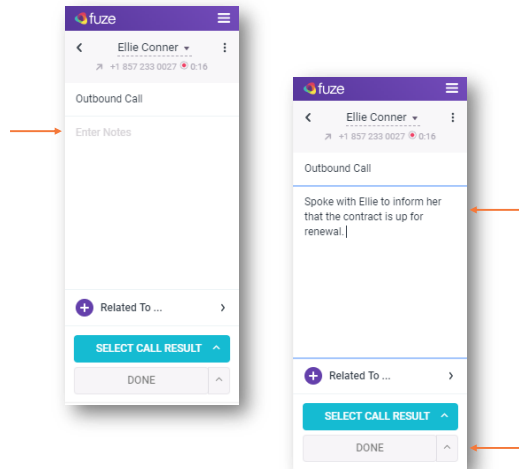 fuze
Ellie Conner
+1 857 233 0027 0:16
Outbound Call
Enter Notes
Related To ...
SELECT CALL RESULT
DONE
fuze
Ellie Conner
+1 857 233 0027 0:16
Outbound Call
Spoke with Ellie to inform her
that the contract is up for
renewal.
Related To ...
SELECT CALL RESULT
DONE